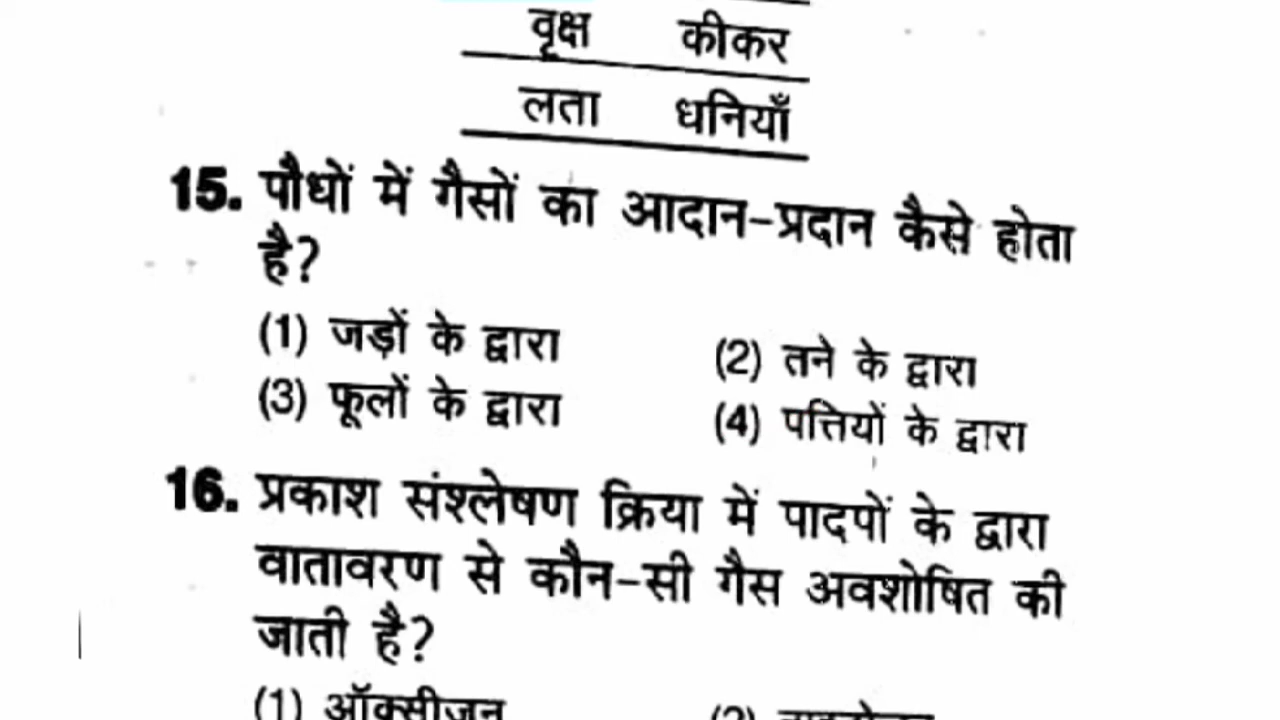 वृक्ष कीकर
लता धनियाँ
15. पौधों में गैसों का आदान-प्रदान कैसे होता
है?
(1) जड़ों के द्वारा (2) तने के द्वारा
(3) फूलों के द्वारा (4) पत्तियों के द्वारा
16. प्रकाश संश्लेषण क्रिया में पादपों के द्वारा
वातावरण से कौन-सी गैस अवशोषित की
जाती है?
(1) ऑक्सीजन (2)